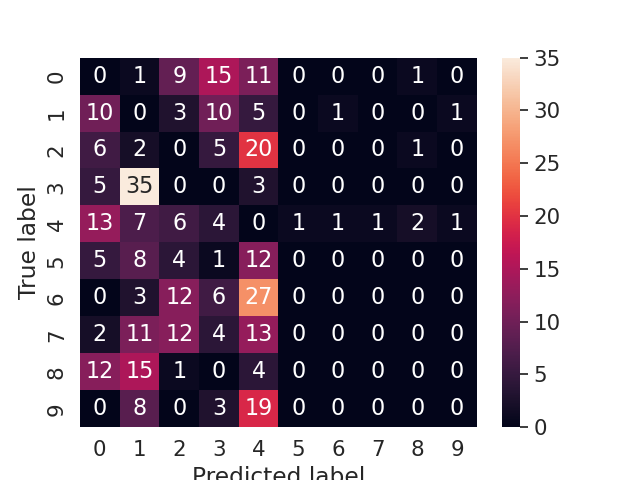 0 0 1 9 15 11 0 0 0 1 0
1 10 0 3 10 5 0 1 0 0 1
2 6 2 0 5 20 0 0 0 1 0
3 5 35 0 0 3 0 0 0 0 0
4 13 7 6 4 0 1 1 1 2 1
5 5 8 4 1 12 0 0 0 0 0
6 0 3 12 6 27 0 0 0 0 0
7 2 11 12 4 13 0 0 0 0 0
8 12 15 1 0 4 0 0 0 0 0
9 0 8 0 3 19 0 0 0 0 0
0 1 2 3 4 5 6 7 8 9
Predicted label
True label
35
30
25
20
15
10
5
0